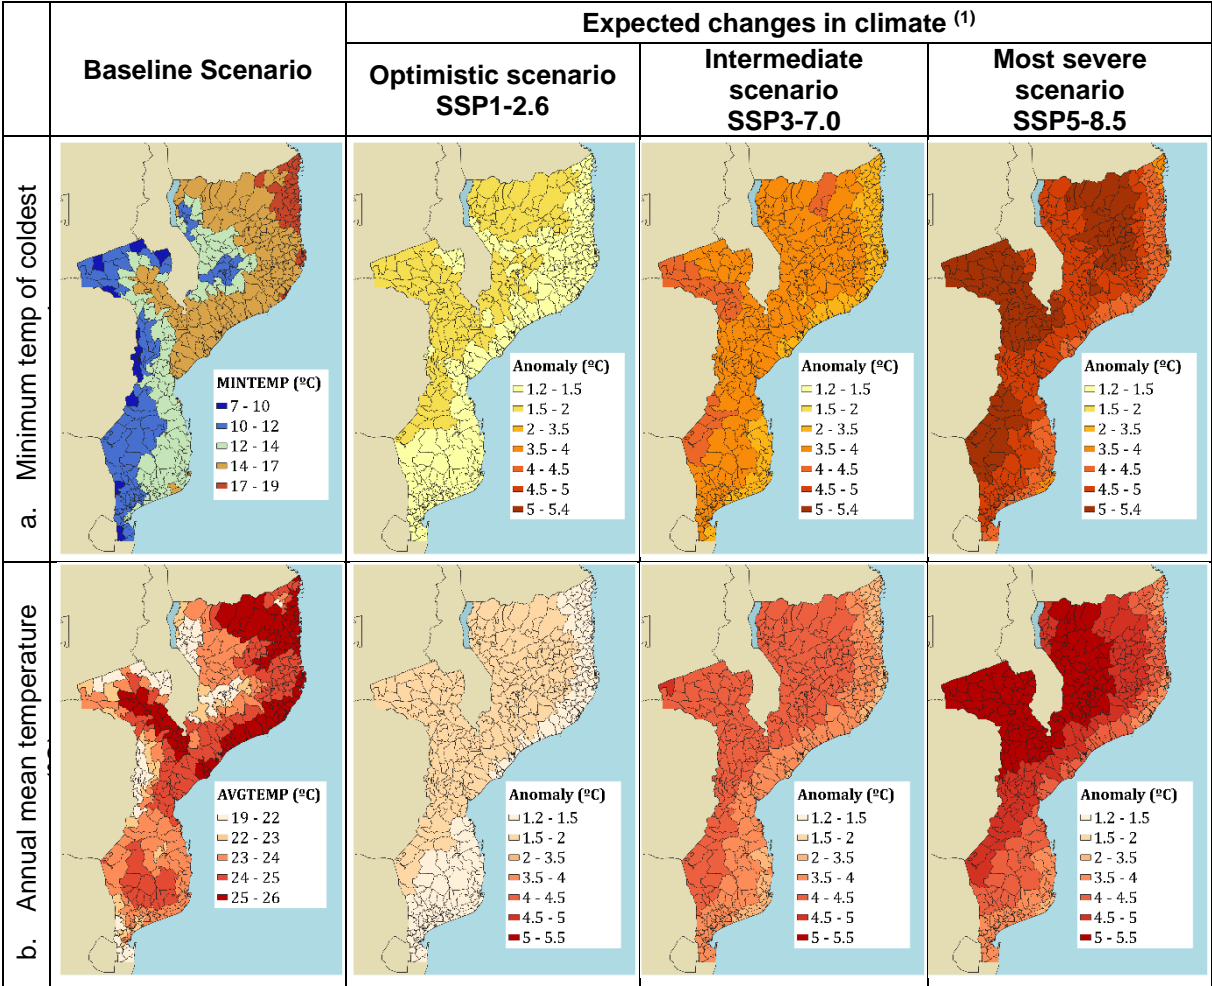 Expected changes in climate (1)
Baseline Scenario
Optimistic scenario
SSP1-2.6
Intermediate
scenario
SSP3-7.0
Most severe
scenario
SSP5-8.5
a. Minimum temp of coldest
MINTEMP (ºC)
7 - 10
10 - 12
12 - 14
14 - 17
17 - 19
Anomaly (ºC)
1.2 - 1.5
1.5 - 2
2 - 3.5
3.5 - 4
4 - 4.5
4.5 - 5
5 - 5.4
Anomaly (ºC)
1.2 - 1.5
1.5 - 2
2 - 3.5
3.5 - 4
4 - 4.5
4.5 - 5
5 - 5.4
Anomaly (ºC)
1.2 - 1.5
1.5 - 2
2 - 3.5
3.5 - 4
4 - 4.5
4.5 - 5
5 - 5.4
b. Annual mean temperature
AVGTEMP (ºC)
19 - 22
22 - 23
23 - 24
24 - 25
25 - 26
Anomaly (ºC)
1.2 - 1.5
1.5 - 2
2 - 3.5
3.5 - 4
4 - 4.5
4.5 - 5
5 - 5.5
Anomaly (ºC)
1.2 - 1.5
1.5 - 2
2 - 3.5
3.5 - 4
4 - 4.5
4.5 - 5
5 - 5.5
Anomaly (ºC)
1.2 - 1.5
1.5 - 2
2 - 3.5
3.5 - 4
4 - 4.5
4.5 - 5
5 - 5.5